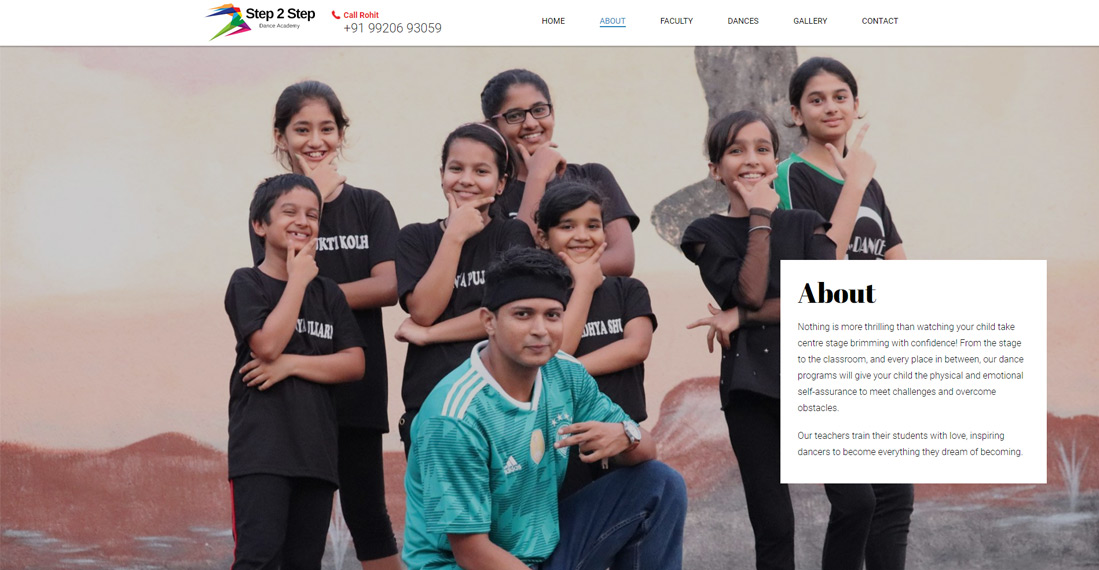 Step 2 Step
Dance Academy
Call Rohit
+91 99206 93059
HOME
ABOUT
FACULTY
DANCES
GALLERY
CONTACT
UKTI KOLH
A PUJ
DANCE
About
Nothing is more thrilling than watching your child take
centre stage brimming with confidence! From the stage
to the classroom, and every place in between, our dance
programs will give your child the physical and emotional
self-assurance to meet challenges and overcome
obstacles.
Our teachers train their students with love, inspiring
dancers to become everything they dream of becoming.
adidas